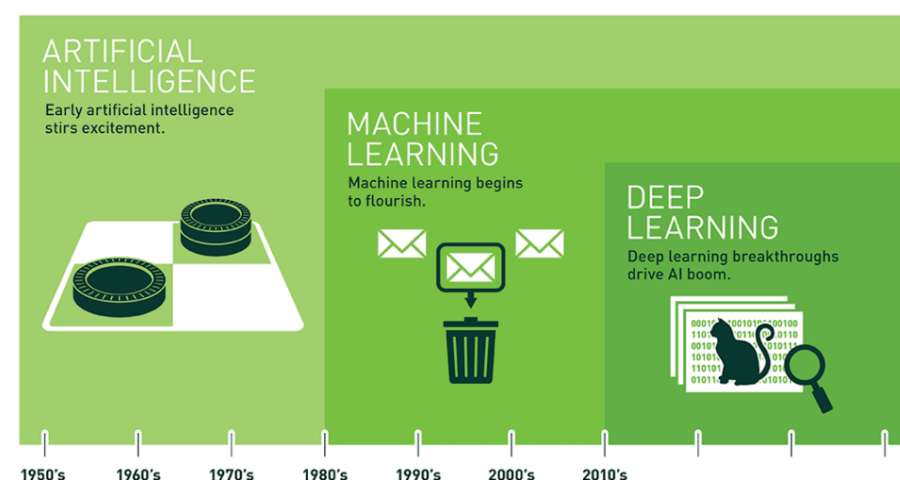 ARTIFICIAL
INTELLIGENCE
Early artificial intelligence
stirs excitement.
MACHINE
LEARNING
Machine learning begins
to flourish.
DEEP
LEARNING
Deep learning breakthroughs
drive AI boom.
1950's
1960's
1970's
1980's
1990's
2000's
2010's